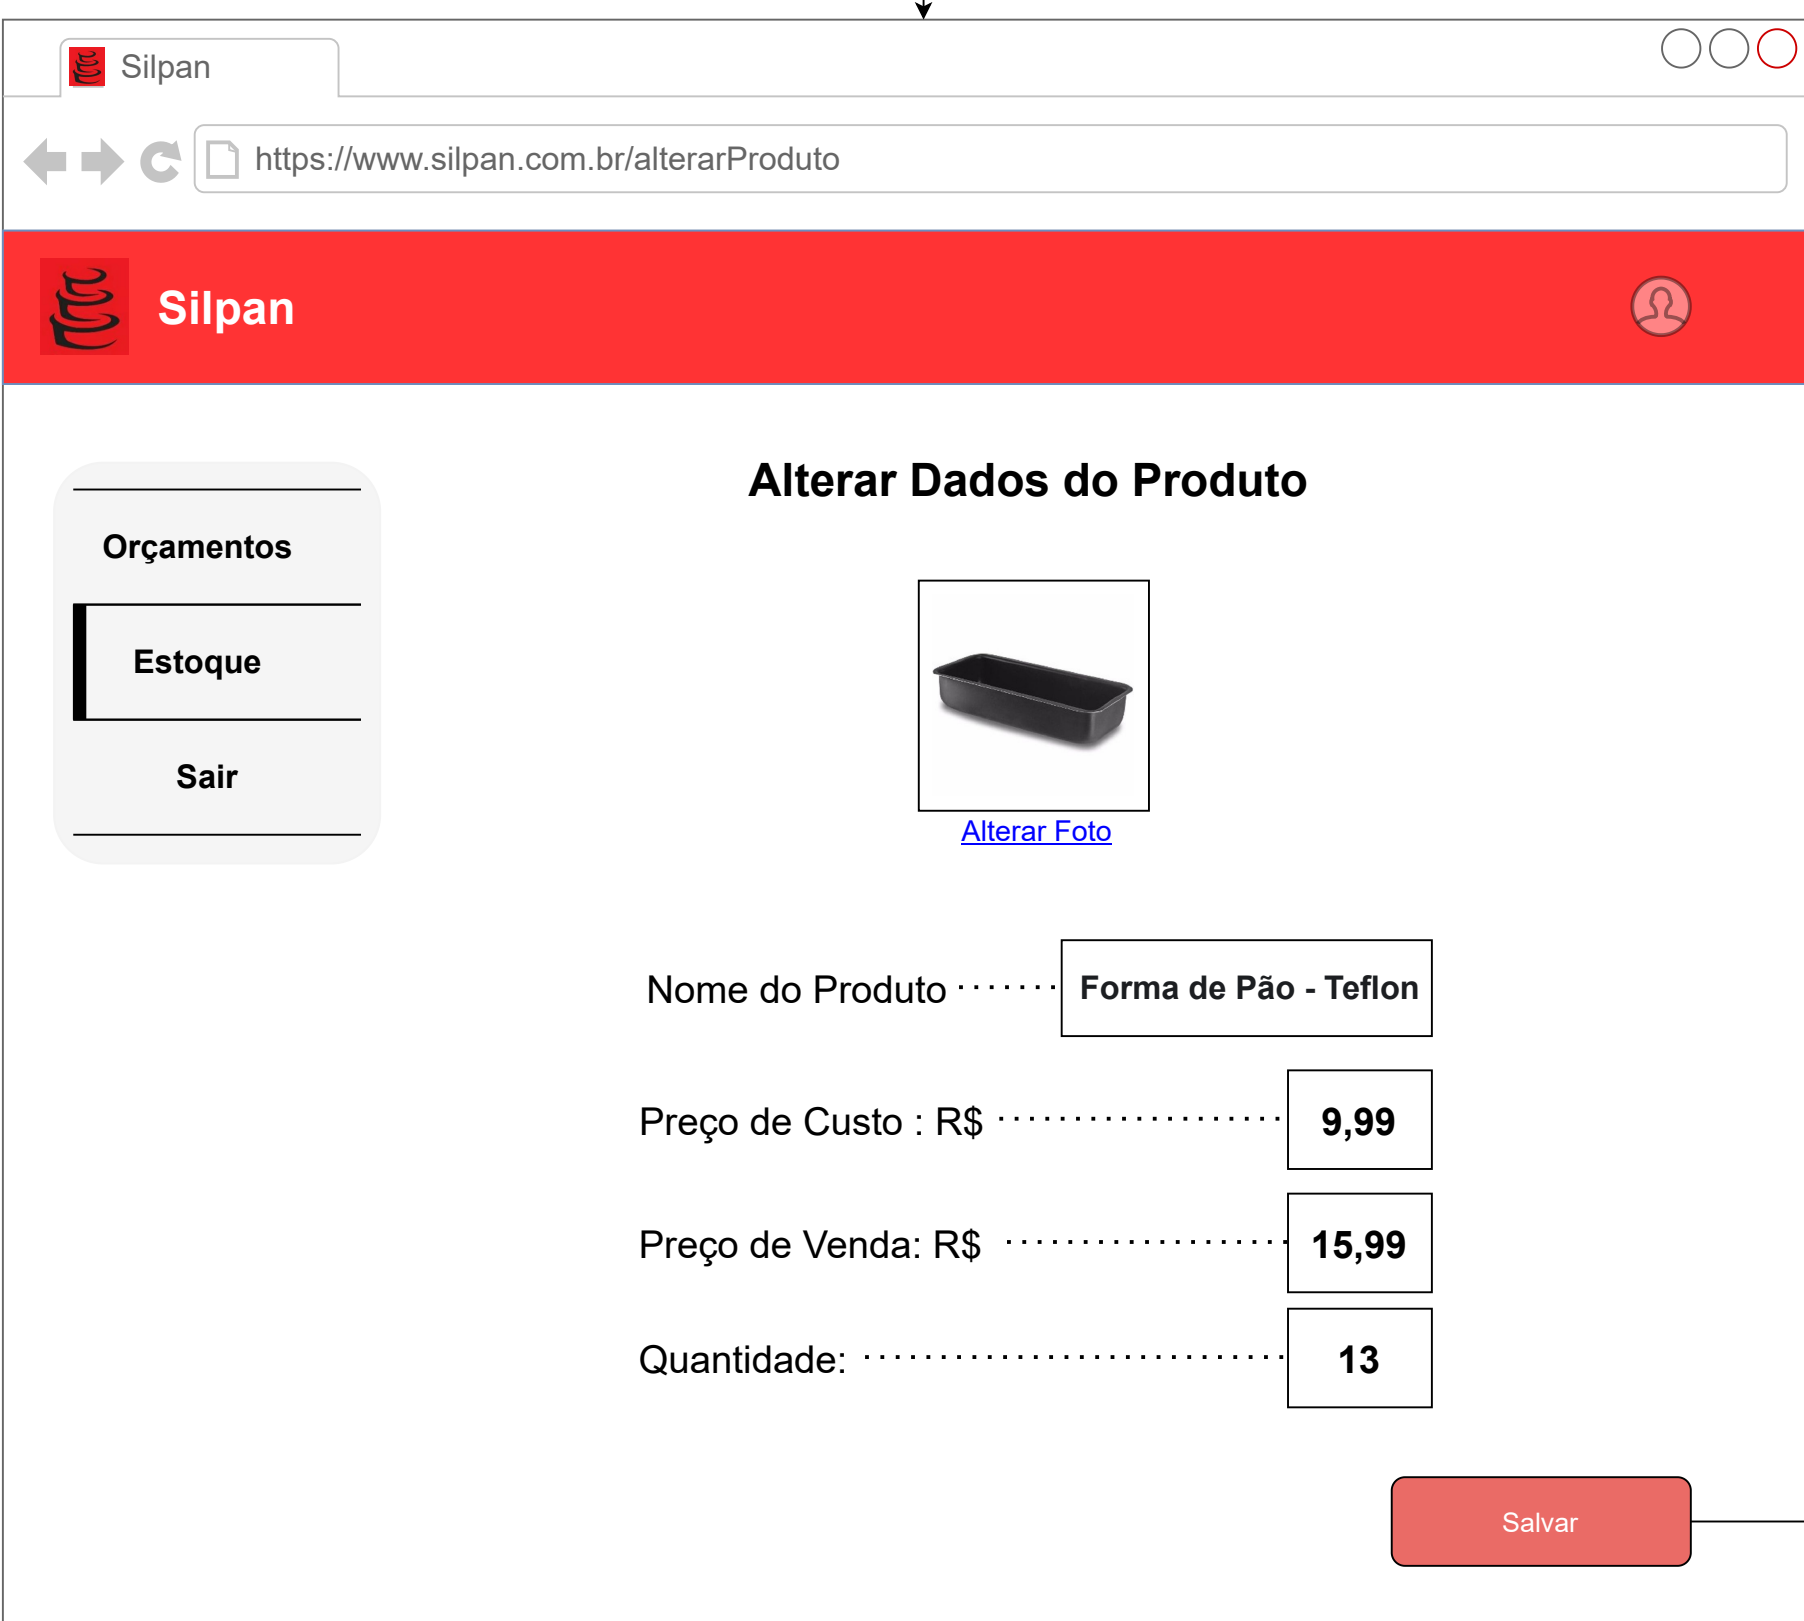 Silpan
https://www.silpan.com.br/alterarProduto
Silpan
Orçamentos
Estoque
Sair
Alterar Dados do Produto
Alterar Foto
Nome do Produto Forma de Pão - Teflon
Preço de Custo : R$ 9,99
Preço de Venda: R$ 15,99
Quantidade: 13
Salvar